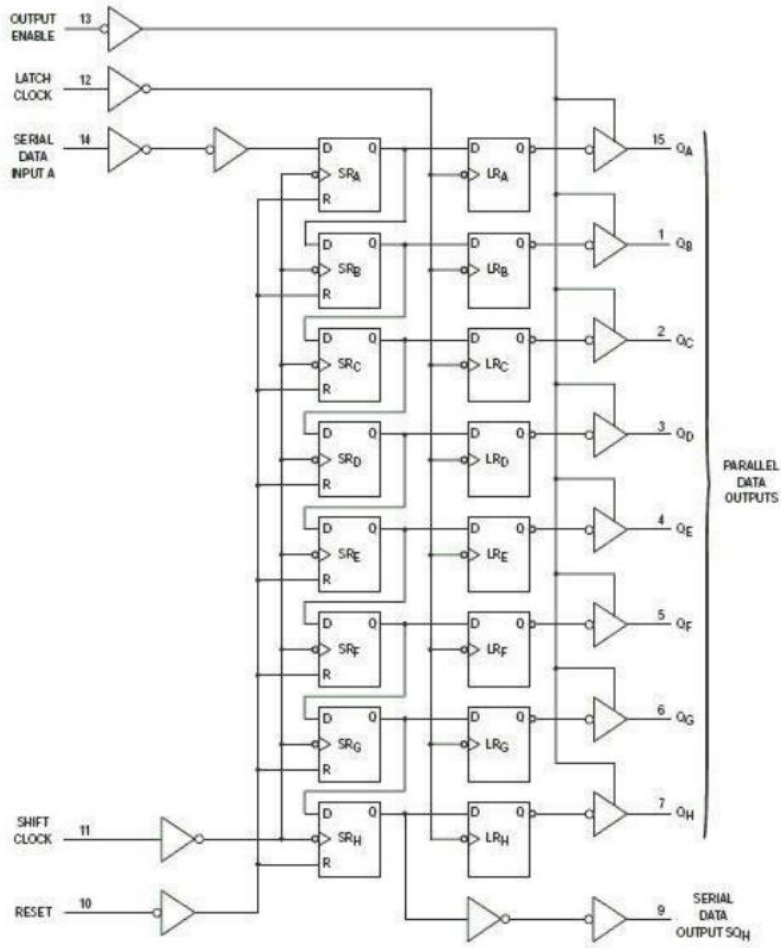 OUTPUT
ENABLE
13
LATCH
CLOCK
12
SERIAL
DATA
INPUT A
14
D Q
SRA
R
D Q
LRA
15 QA
D Q
SRB
R
D Q
LRB
1 QB
D Q
SRC
R
D Q
LRC
2 QC
D Q
SRD
R
D Q
LRD
3 QD
D Q
SRE
R
D Q
LRE
4 QE
D Q
SRF
R
D Q
LRF
5 QF
D Q
SRG
R
D Q
LRG
6 QG
D Q
SRH
R
D Q
LRH
7 QH
PARALLEL
DATA
OUTPUTS
SHIFT
CLOCK
11
RESET
10
9
SERIAL
DATA
OUTPUT SQH